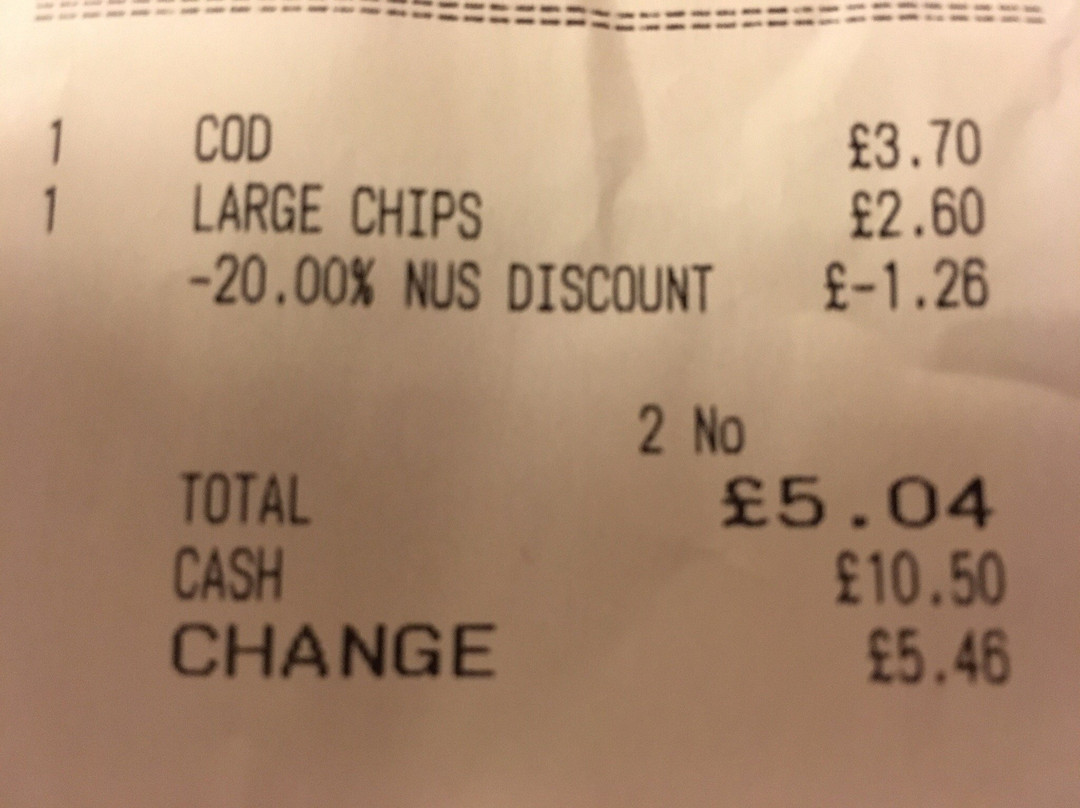 1 COD £3.70
1 LARGE CHIPS £2.60
-20.00% NUS DISCOUNT £-1.26
2 No
TOTAL £5.04
CASH £10.50
CHANGE £5.46